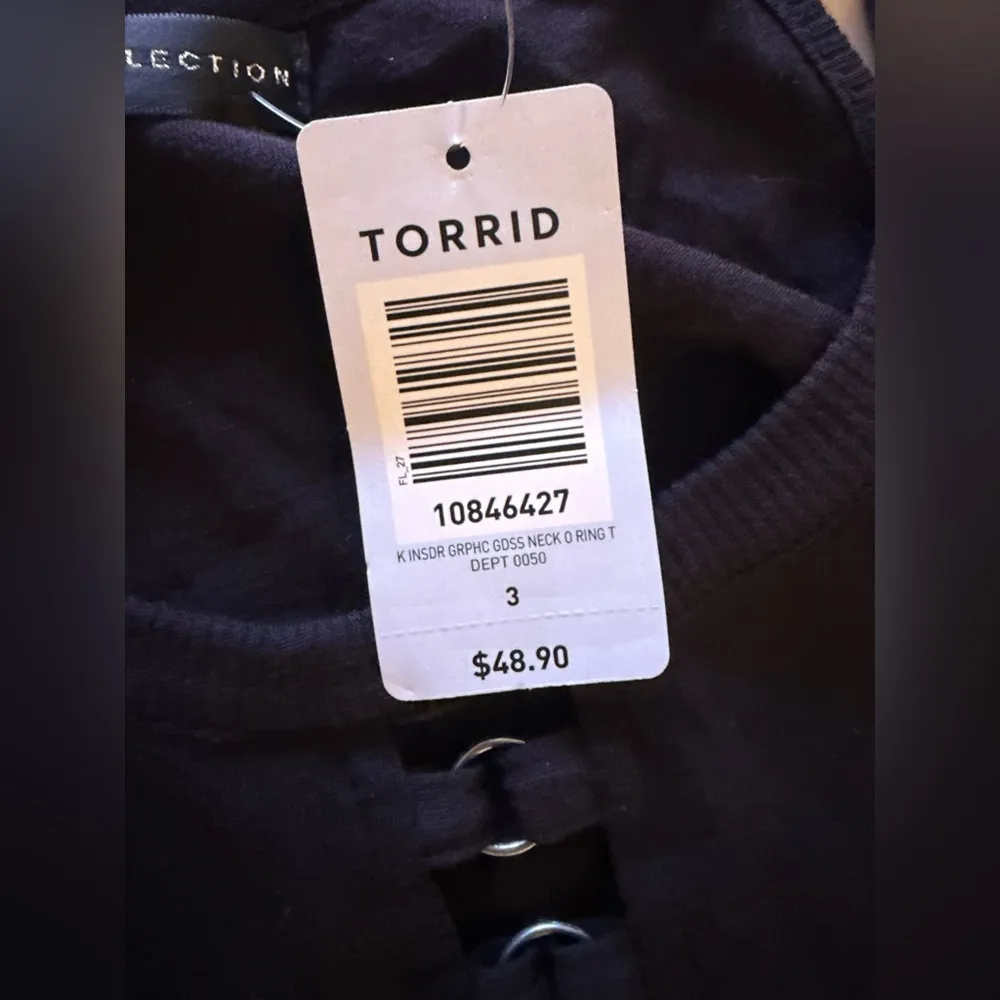 LECTION
TORRID
FL_27
10846427
K INSDR GRPHC GDSS NECK O RING T
DEPT 0050
3
$48.90